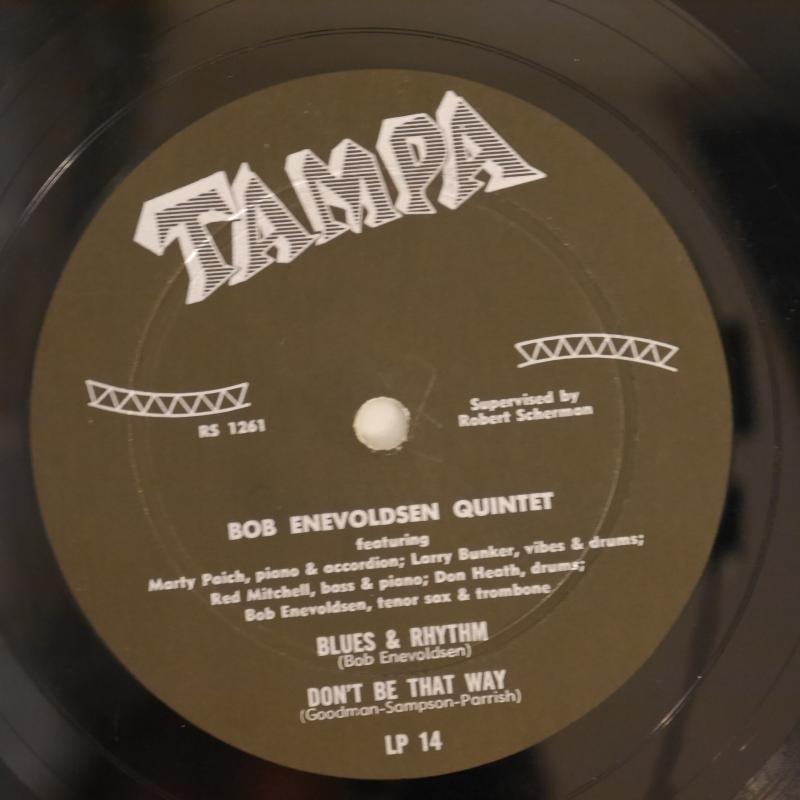 TAMPA
RS 1261
Supervised by
Robert Scherman
BOB ENEVOLDSEN QUINTET
featuring
Marty Paich, piano & accordion; Larry Bunker, vibes & drums;
Red Mitchell, bass & piano; Don Heath, drums;
Bob Enevoldsen, tenor sax & trombone
BLUES & RHYTHM
(Bob Enevoldsen)
DON'T BE THAT WAY
(Goodman-Sampson-Parrish)
LP 14